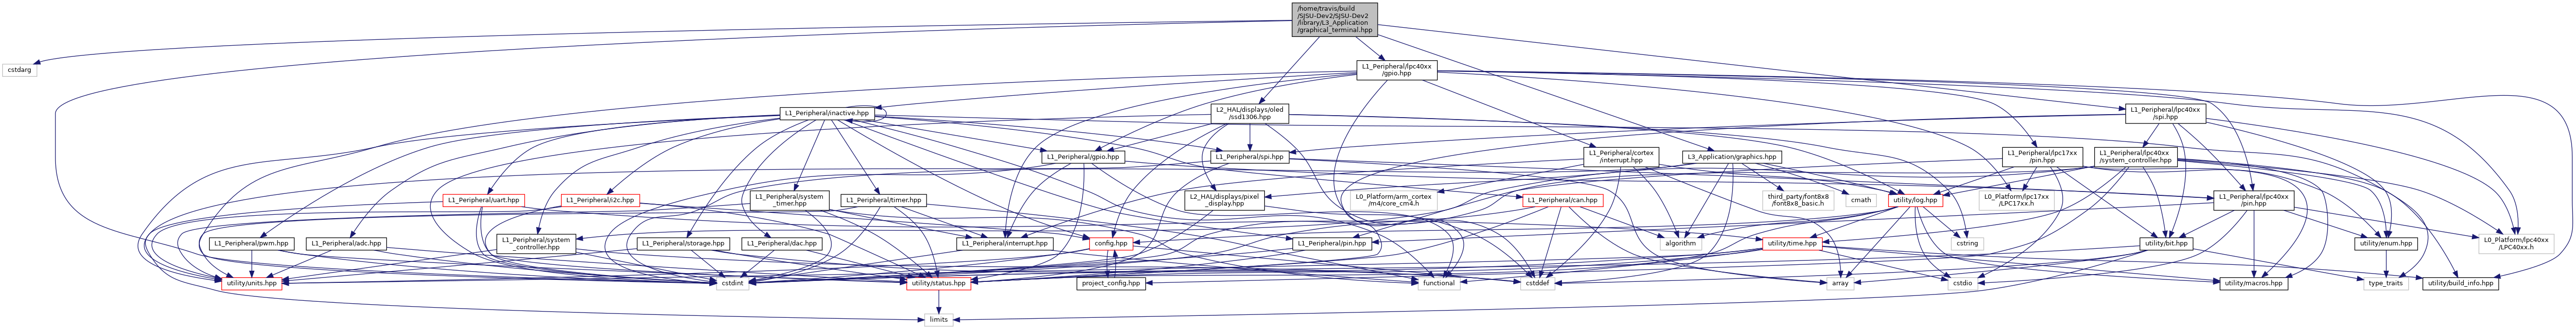 /home/travis/build
/SJSU-Dev2/SJSU-Dev2
/library/L3_Application
/graphical_terminal.hpp
cstdarg
L1_Peripheral/lpc40xx
/gpio.hpp
L1_Peripheral/inactive.hpp
L2_HAL/displays/oled
/ssd1306.hpp
L1_Peripheral/lpc40xx
/spi.hpp
L1_Peripheral/gpio.hpp
L1_Peripheral/spi.hpp
L1_Peripheral/cortex
/interrupt.hpp
L3_Application/graphics.hpp
L1_Peripheral/lpc17xx
/pin.hpp
L1_Peripheral/lpc40xx
/system_controller.hpp
L1_Peripheral/uart.hpp
L1_Peripheral/i2c.hpp
L1_Peripheral/system
_timer.hpp
L1_Peripheral/timer.hpp
L2_HAL/displays/pixel
_display.hpp
L1_Peripheral/can.hpp
L0_Platform/arm_cortex
/m4/core_cm4.h
third_party/font8x8
/font8x8_basic.h
cmath
utility/log.hpp
L0_Platform/lpc17xx
/LPC17xx.h
L1_Peripheral/lpc40xx
/pin.hpp
L1_Peripheral/pwm.hpp
L1_Peripheral/adc.hpp
L1_Peripheral/system
_controller.hpp
L1_Peripheral/storage.hpp
L1_Peripheral/dac.hpp
L1_Peripheral/interrupt.hpp
config.hpp
L1_Peripheral/pin.hpp
algorithm
utility/time.hpp
cstring
utility/bit.hpp
utility/enum.hpp
L0_Platform/lpc40xx
/LPC40xx.h
utility/units.hpp
cstdint
utility/status.hpp
project_config.hpp
functional
cstddef
array
cstdio
utility/macros.hpp
type_traits
utility/build_info.hpp
limits